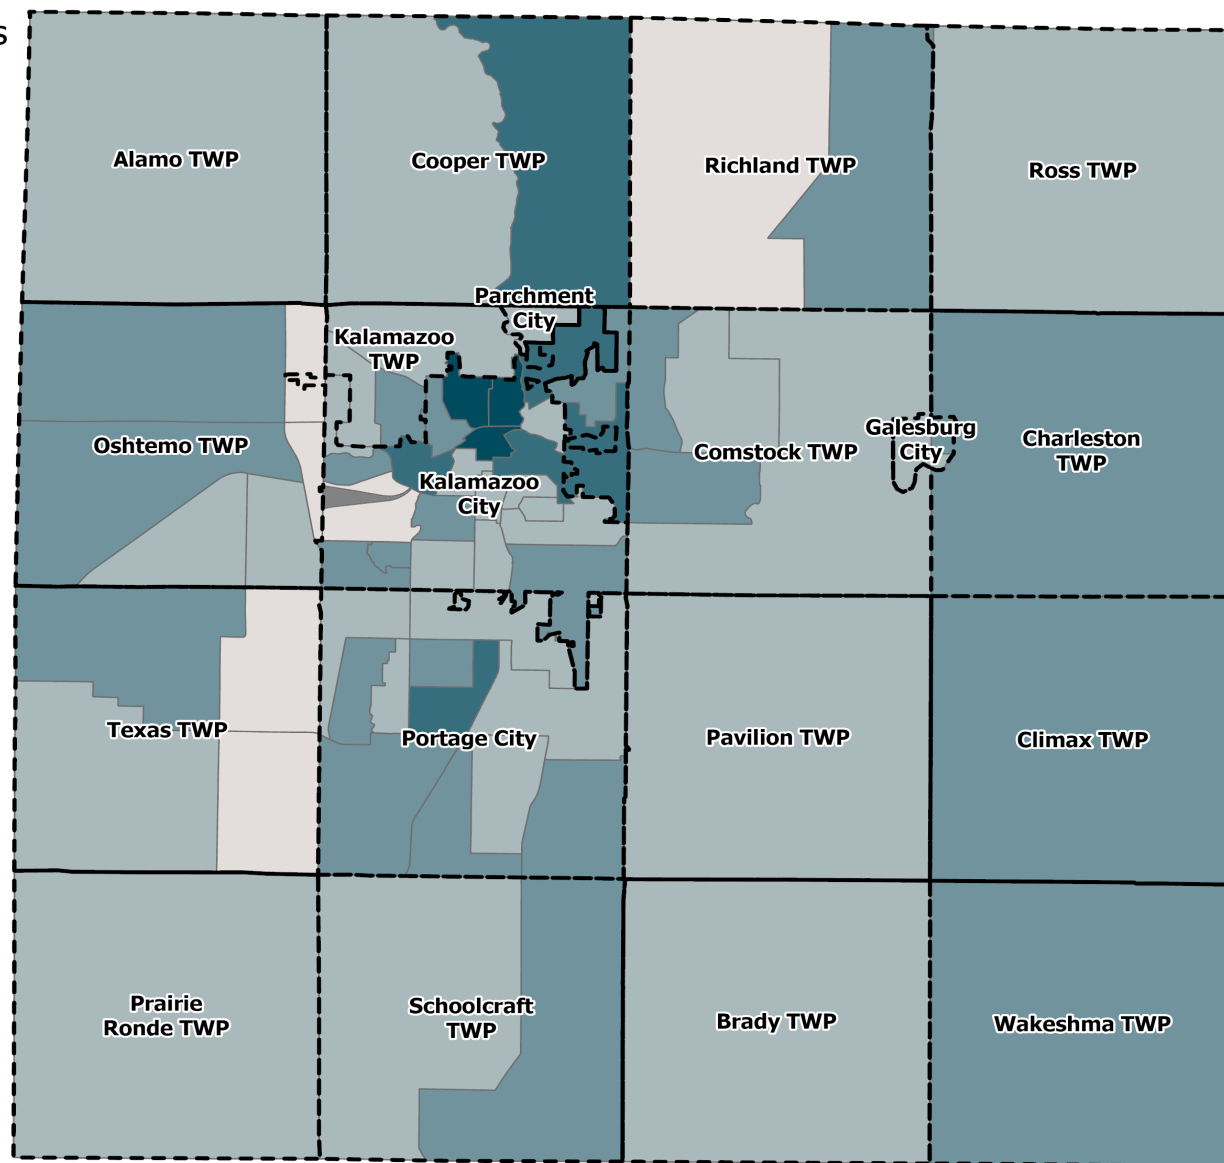 s
Alamo TWP
Cooper TWP
Richland TWP
Ross TWP
Parchment
City
Kalamazoo
TWP
Oshtemo TWP
Comstock TWP
Galesburg
City
Charleston
TWP
Kalamazoo
City
Texas TWP
Portage City
Pavilion TWP
Climax TWP
Prairie
Ronde TWP
Schoolcraft
TWP
Brady TWP
Wakeshma TWP